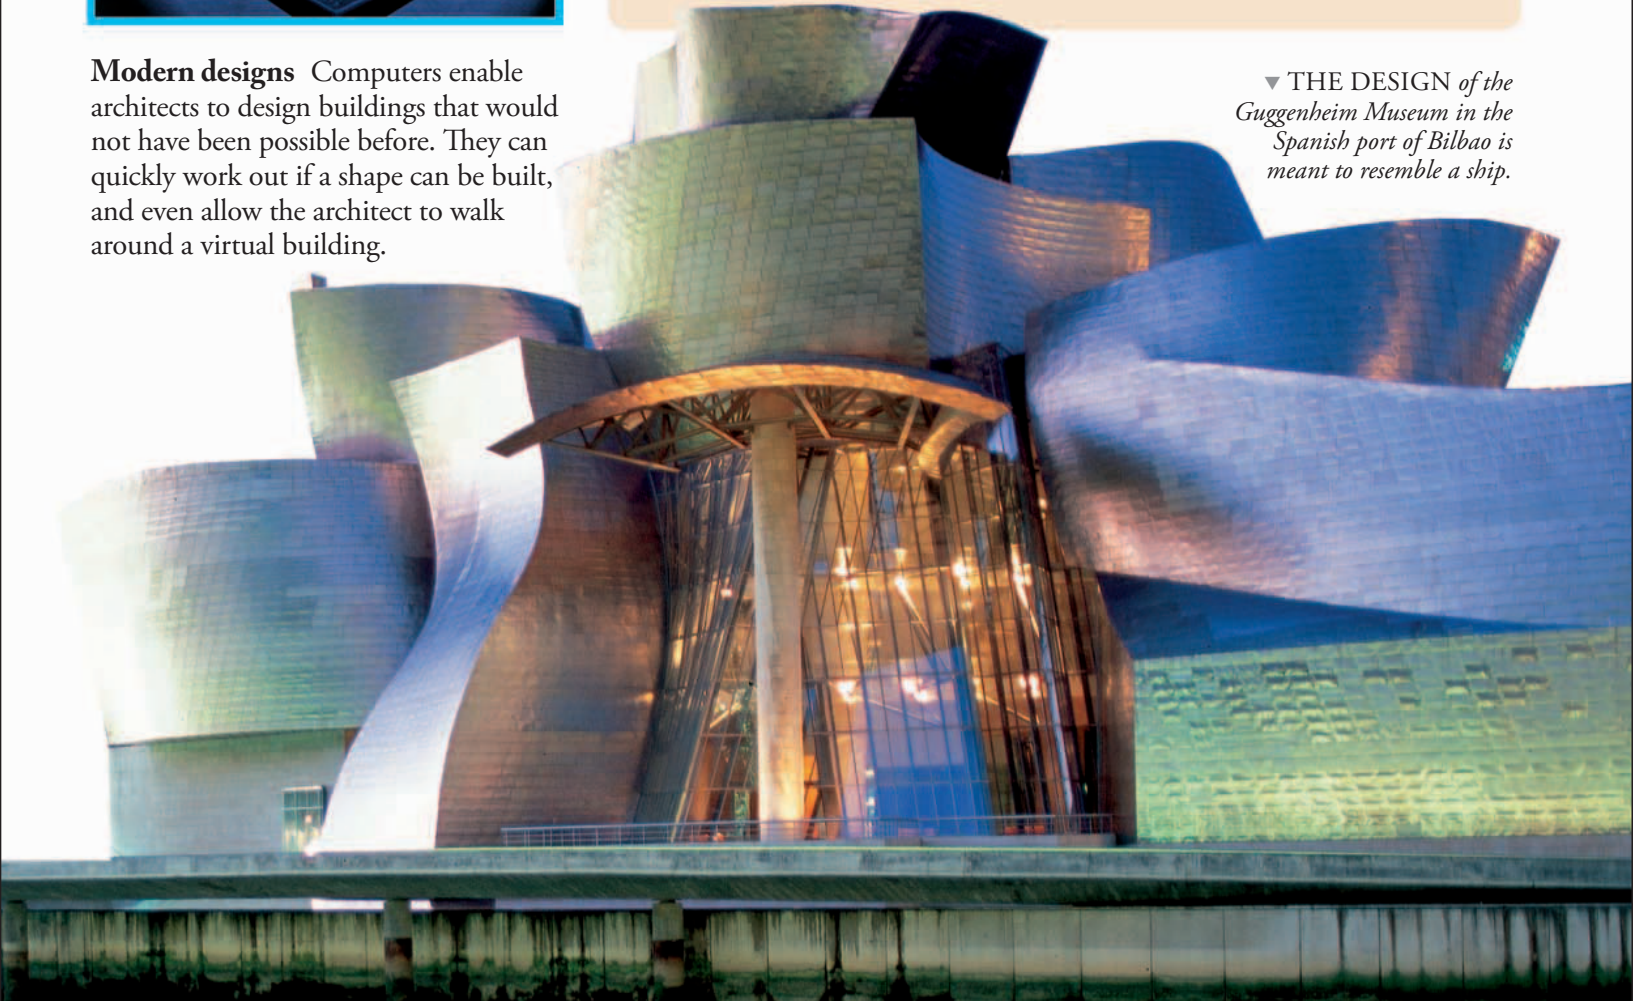 Modern designs Computers enable
architects to design buildings that would
not have been possible before. They can
quickly work out if a shape can be built,
and even allow the architect to walk
around a virtual building.
▼ THE DESIGN of the
Guggenheim Museum in the
Spanish port of Bilbao is
meant to resemble a ship.